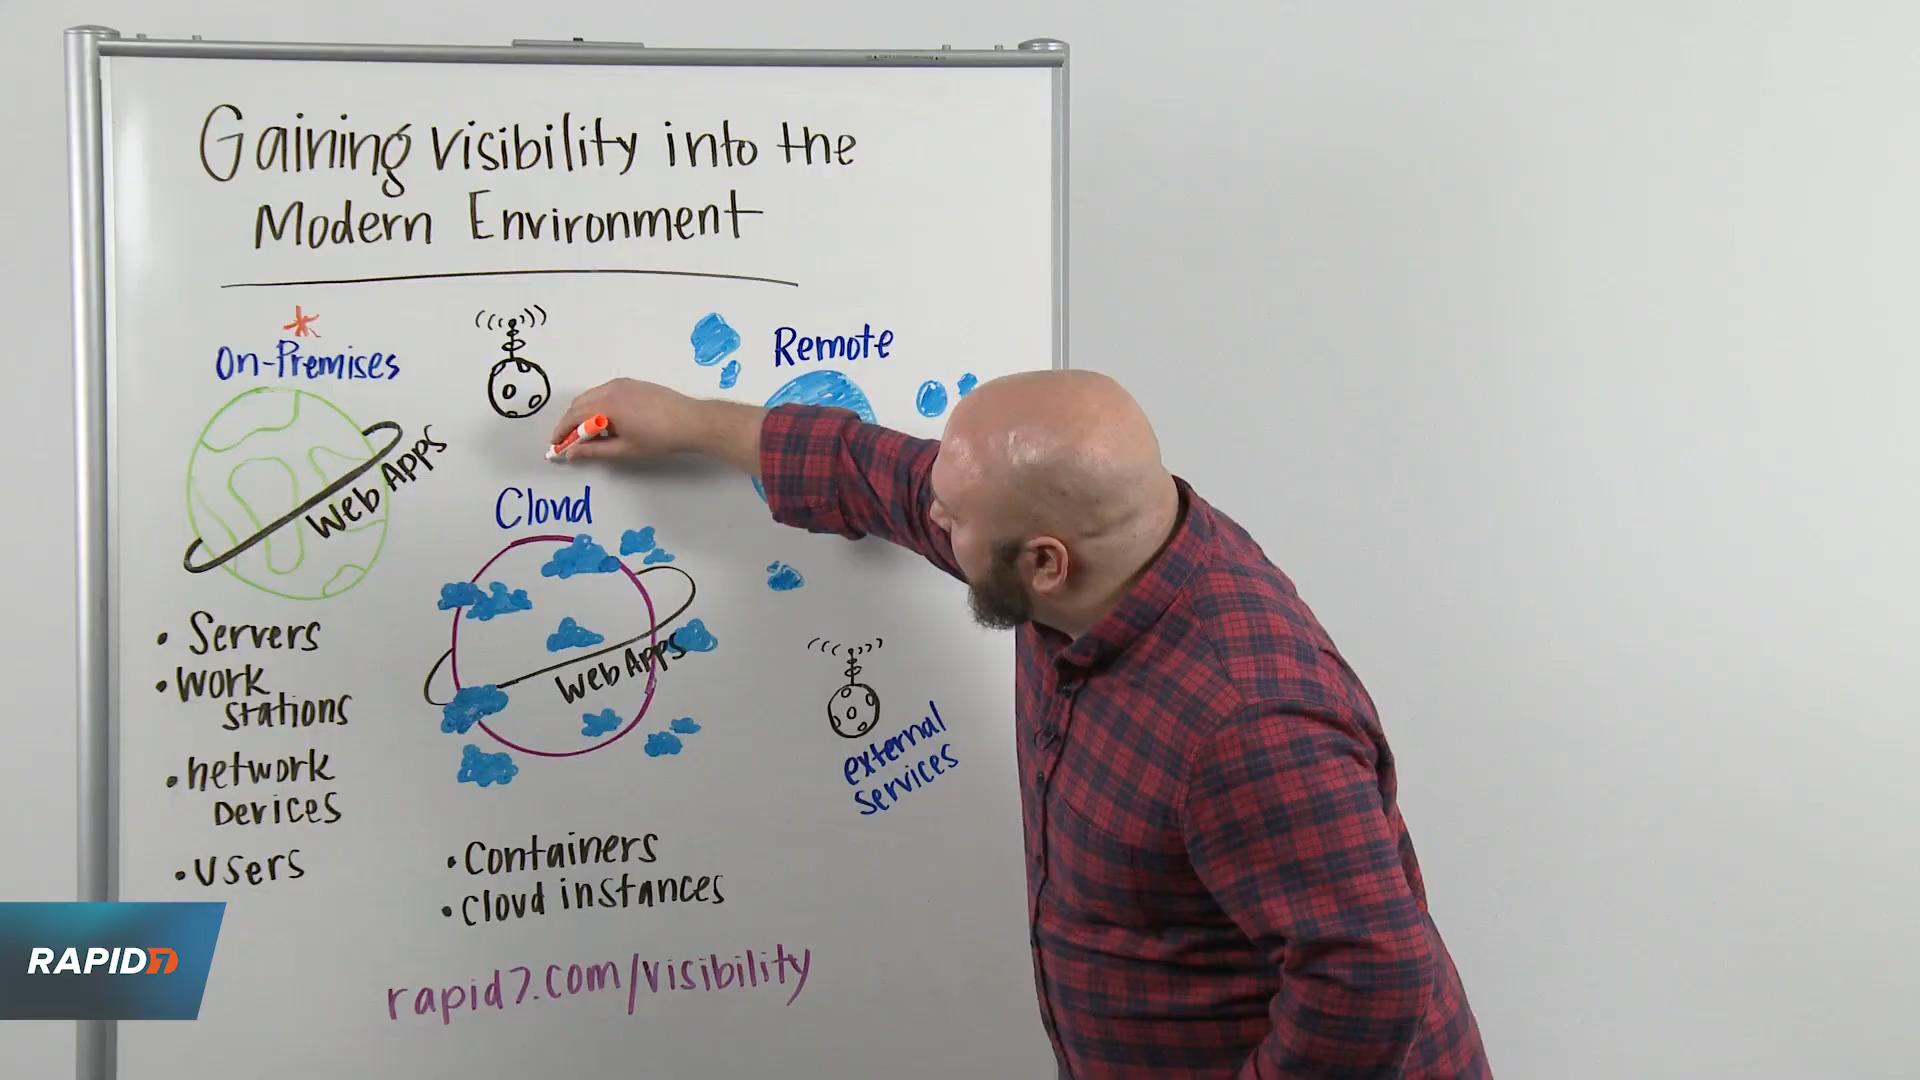 Gaining visibility into the
Modern Environment
On-Premises
Web Apps
• Servers
• Work
stations
• network
Devices
• Users
Cloud
Web Apps
• Containers
• Cloud instances
Remote
external
services
rapid7.com/visibility
RAPID7